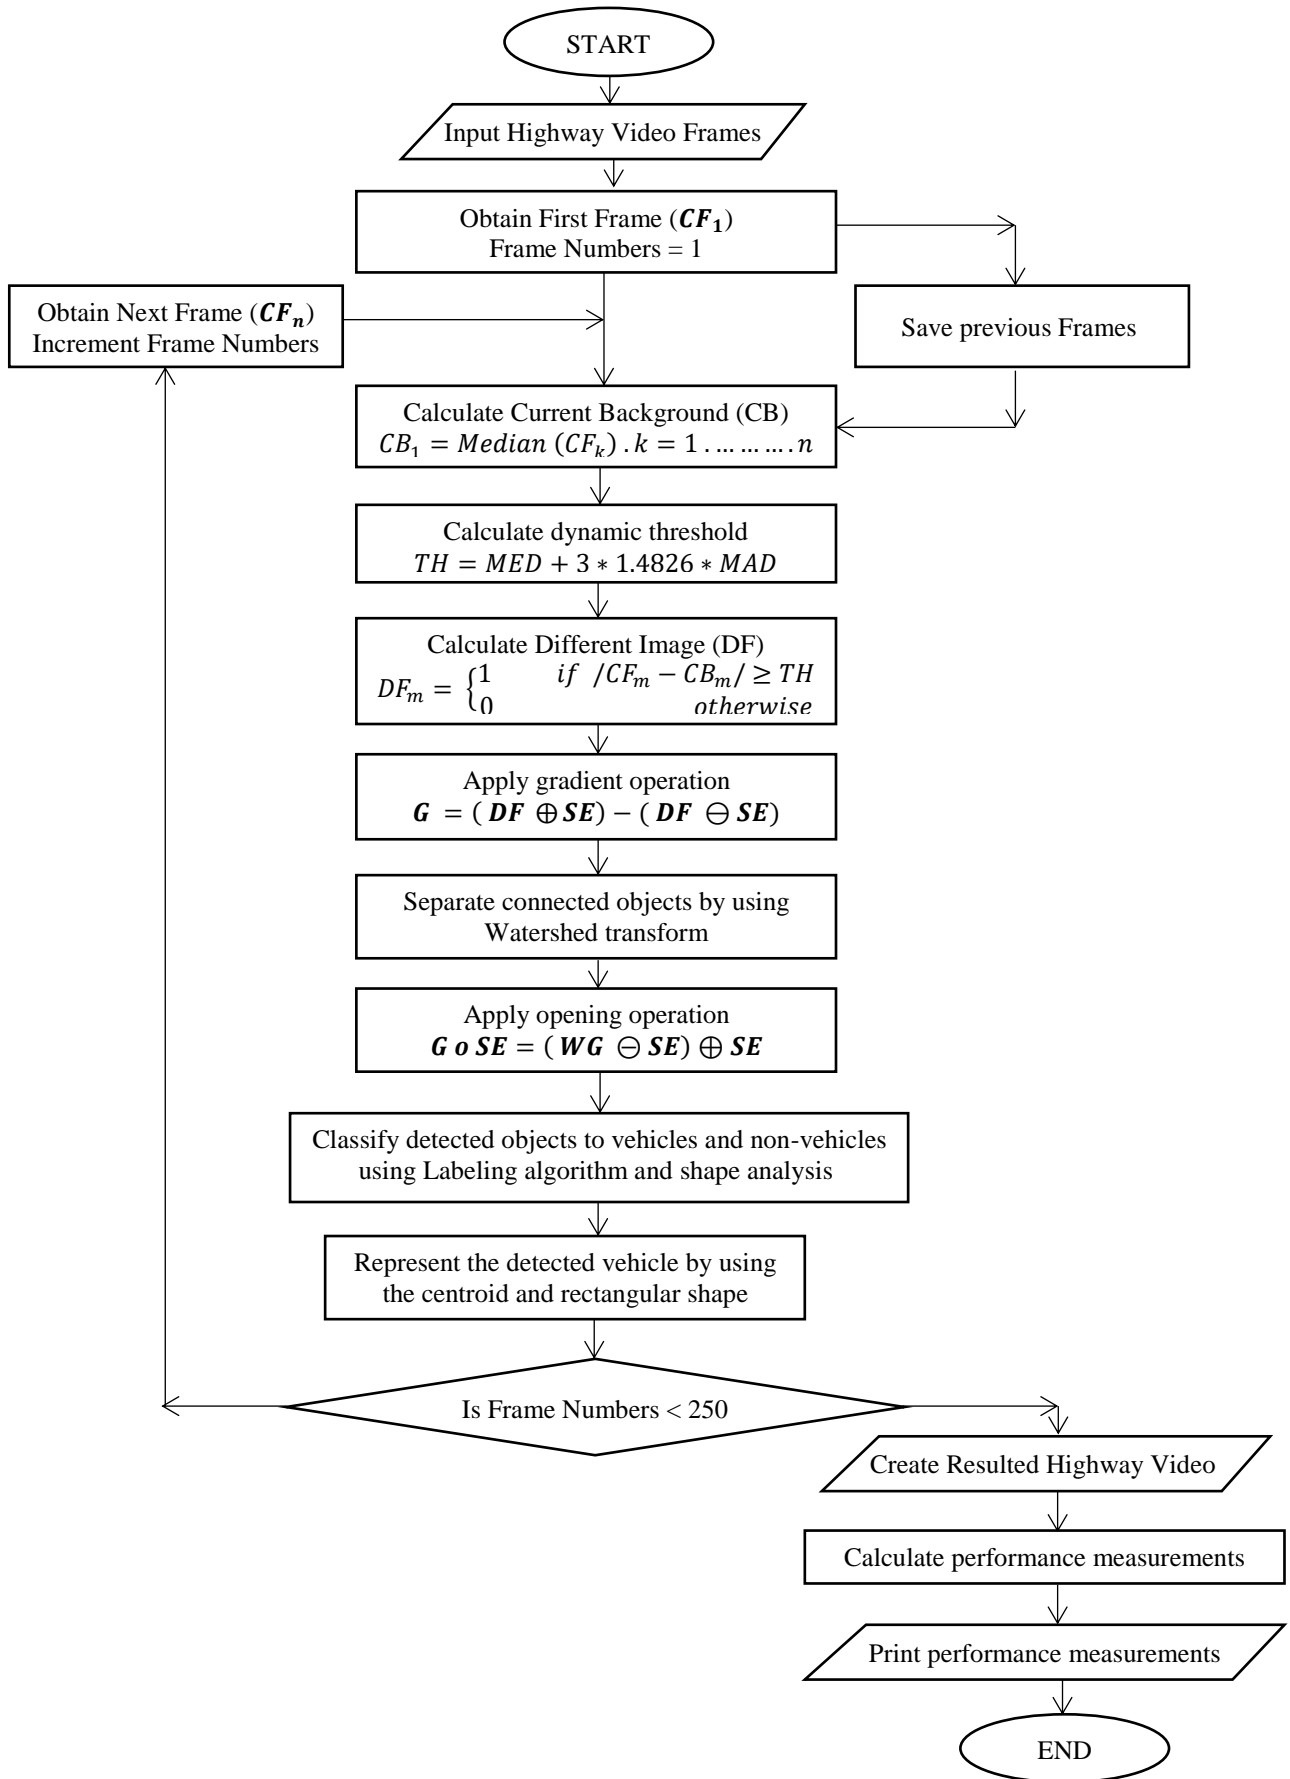 START
Input Highway Video Frames
Obtain First Frame (CF₁)
Frame Numbers = 1
Obtain Next Frame (CFₙ)
Increment Frame Numbers
Save previous Frames
Calculate Current Background (CB)
CB₁ = Median (CFₖ) . k = 1 . … … … . n
Calculate dynamic threshold
TH = MED + 3 * 1.4826 * MAD
Calculate Different Image (DF)
DFₘ = { 1 if /CFₘ − CBₘ/ ≥ TH
0 otherwise
Apply gradient operation
G = ( DF ⊕ SE) − ( DF ⊖ SE)
Separate connected objects by using
Watershed transform
Apply opening operation
G o SE = ( WG ⊖ SE) ⊕ SE
Classify detected objects to vehicles and non-vehicles
using Labeling algorithm and shape analysis
Represent the detected vehicle by using
the centroid and rectangular shape
Is Frame Numbers < 250
Create Resulted Highway Video
Calculate performance measurements
Print performance measurements
END